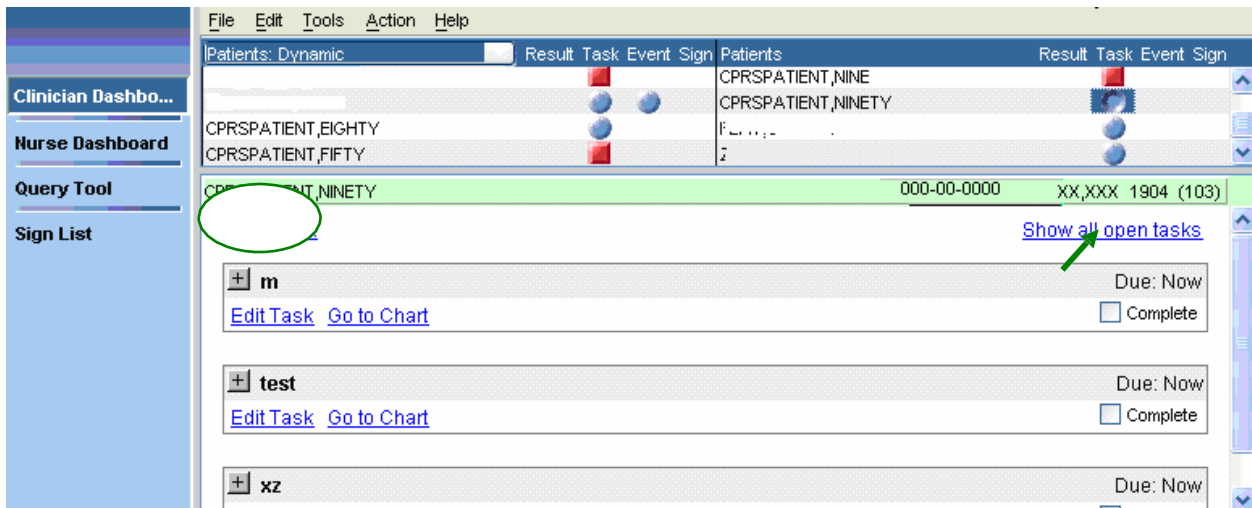 File Edit Tools Action Help
Patients: Dynamic Result Task Event Sign Patients Result Task Event Sign
CPRSPATIENT,NINE
CPRSPATIENT,NINETY
CPRSPATIENT,EIGHTY
CPRSPATIENT,FIFTY Z
Clinician Dashbo...
Nurse Dashboard
Query Tool
Sign List
NT,NINETY 000-00-0000 XX,XXX 1904 (103)
Show all open tasks
+ m Due: Now
Edit Task Go to Chart Complete
+ test Due: Now
Edit Task Go to Chart Complete
+ xz Due: Now